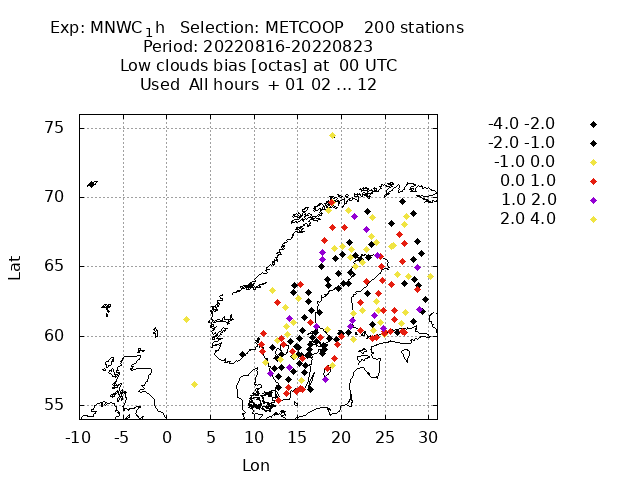 Exp: MNWC_1h   Selection: METCOOP    200 stations
Period: 20220816-20220823
Low clouds bias [octas] at  00 UTC
Used  All hours  + 01 02 ... 12
-4.0 -2.0
-2.0 -1.0
-1.0 0.0
0.0 1.0
1.0 2.0
2.0 4.0
75
70
65
60
55
Lat
-10 -5 0 5 10 15 20 25 30
Lon